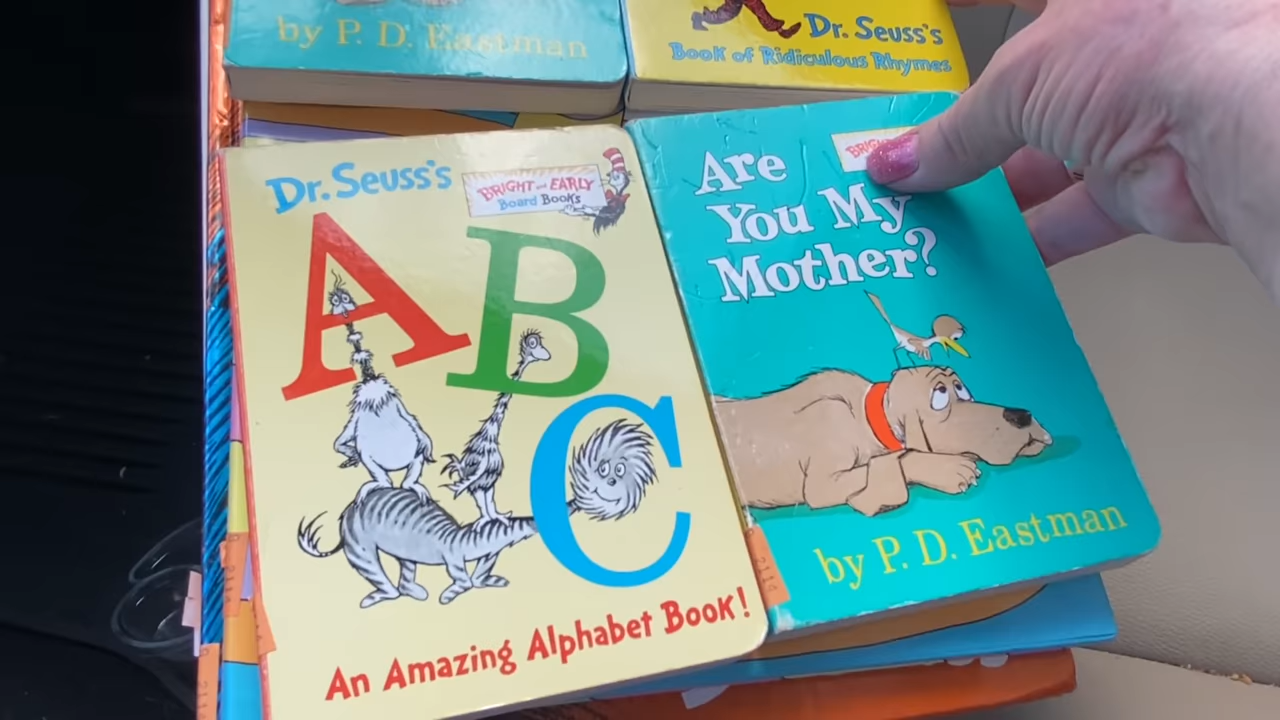 by P. D. Eastman
Dr. Seuss's
Book of Ridiculous Rhymes
Dr. Seuss's
BRIGHT and EARLY
Board Books
ABC
An Amazing Alphabet Book!
BRIGH
Are
You My
Mother?
by P. D. Eastman